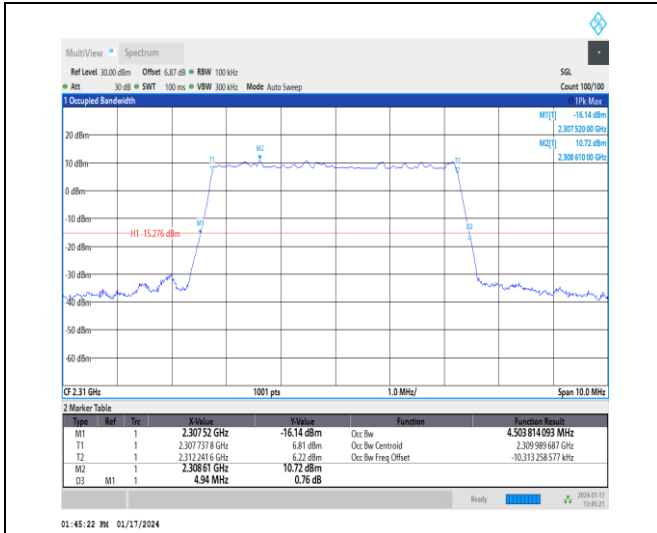 MultiView Spectrum
Ref Level 30.00 dBm Offset 6.87 dB RBW 100 kHz SGL
Att 30 dB SWT 100 ms VBW 300 kHz Mode Auto Sweep Count 100/100
1 Occupied Bandwidth 1Pk Max
M1[1] -16.14 dBm
2.307 520 00 GHz
M2[1] 10.72 dBm
2.308 610 00 GHz
20 dBm
M2
T1
T2
10 dBm
0 dBm
-10 dBm
M1
D3
H1 -15.276 dBm
-20 dBm
-30 dBm
-40 dBm
-50 dBm
-60 dBm
CF 2.31 GHz 1001 pts 1.0 MHz/ Span 10.0 MHz
2 Marker Table
Type Ref Trc X-Value Y-Value Function Function Result
M1 1 2.307 52 GHz -16.14 dBm Occ Bw 4.503 814 093 MHz
T1 1 2.307 737 8 GHz 6.81 dBm Occ Bw Centroid 2.309 989 687 GHz
T2 1 2.312 241 6 GHz 6.22 dBm Occ Bw Freq Offset -10.313 258 577 kHz
M2 1 2.308 61 GHz 10.72 dBm
D3 M1 1 4.94 MHz 0.76 dB
Ready 2024-01-17
13:45:21
01:45:22 PM 01/17/2024